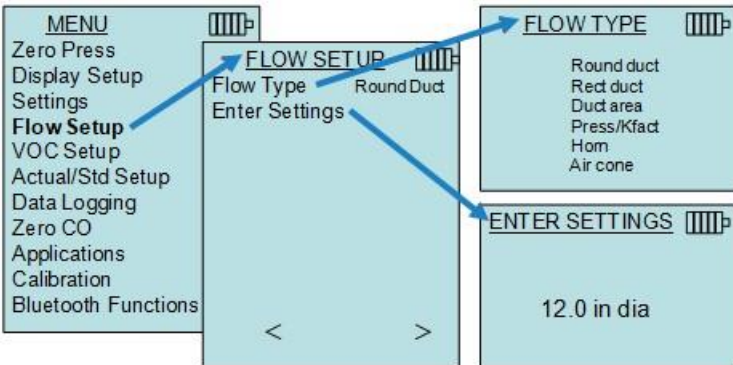 MENU
Zero Press
Display Setup
Settings
Flow Setup
VOC Setup
Actual/Std Setup
Data Logging
Zero CO
Applications
Calibration
Bluetooth Functions
FLOW SETUP
Flow Type Round Duct
Enter Settings
< >
FLOW TYPE
Round duct
Rect duct
Duct area
Press/Kfact
Horn
Air cone
ENTER SETTINGS
12.0 in dia